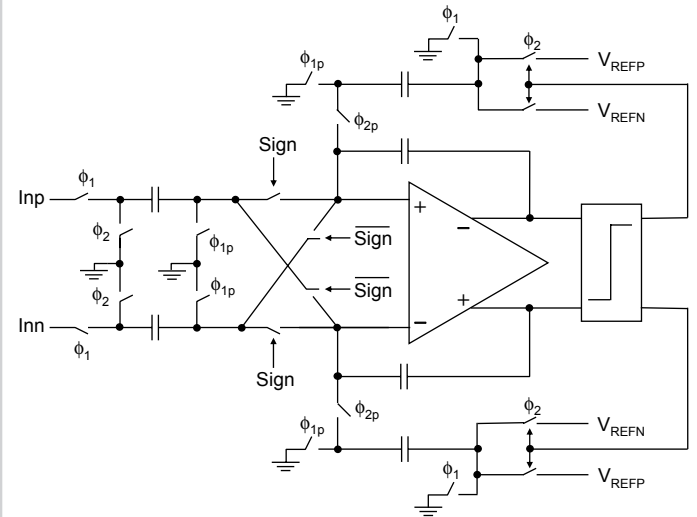 ϕ1
ϕ1p
ϕ2
VREFP
VREFN
ϕ2p
Sign
Inp
ϕ1
Sign
ϕ2
ϕ1p
+
−
Sign
ϕ2
ϕ1p
+
−
Inn
ϕ1
Sign
ϕ2p
ϕ2
VREFN
ϕ1p
ϕ1
VREFP